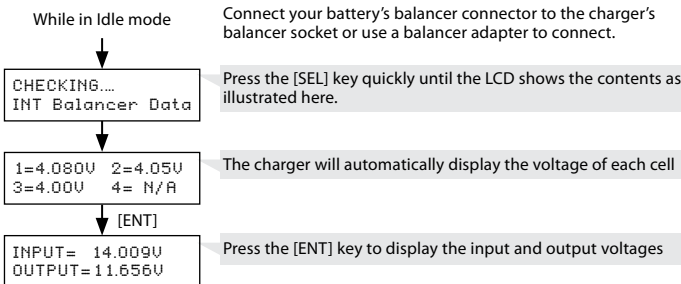 While in Idle mode
Connect your battery's balancer connector to the charger's
balancer socket or use a balancer adapter to connect.
CHECKING...
INT Balancer Data
Press the [SEL] key quickly until the LCD shows the contents as
illustrated here.
1=4.080V 2=4.05V
3=4.00V 4= N/A
The charger will automatically display the voltage of each cell
[ENT]
INPUT= 14.009V
OUTPUT=11.656V
Press the [ENT] key to display the input and output voltages